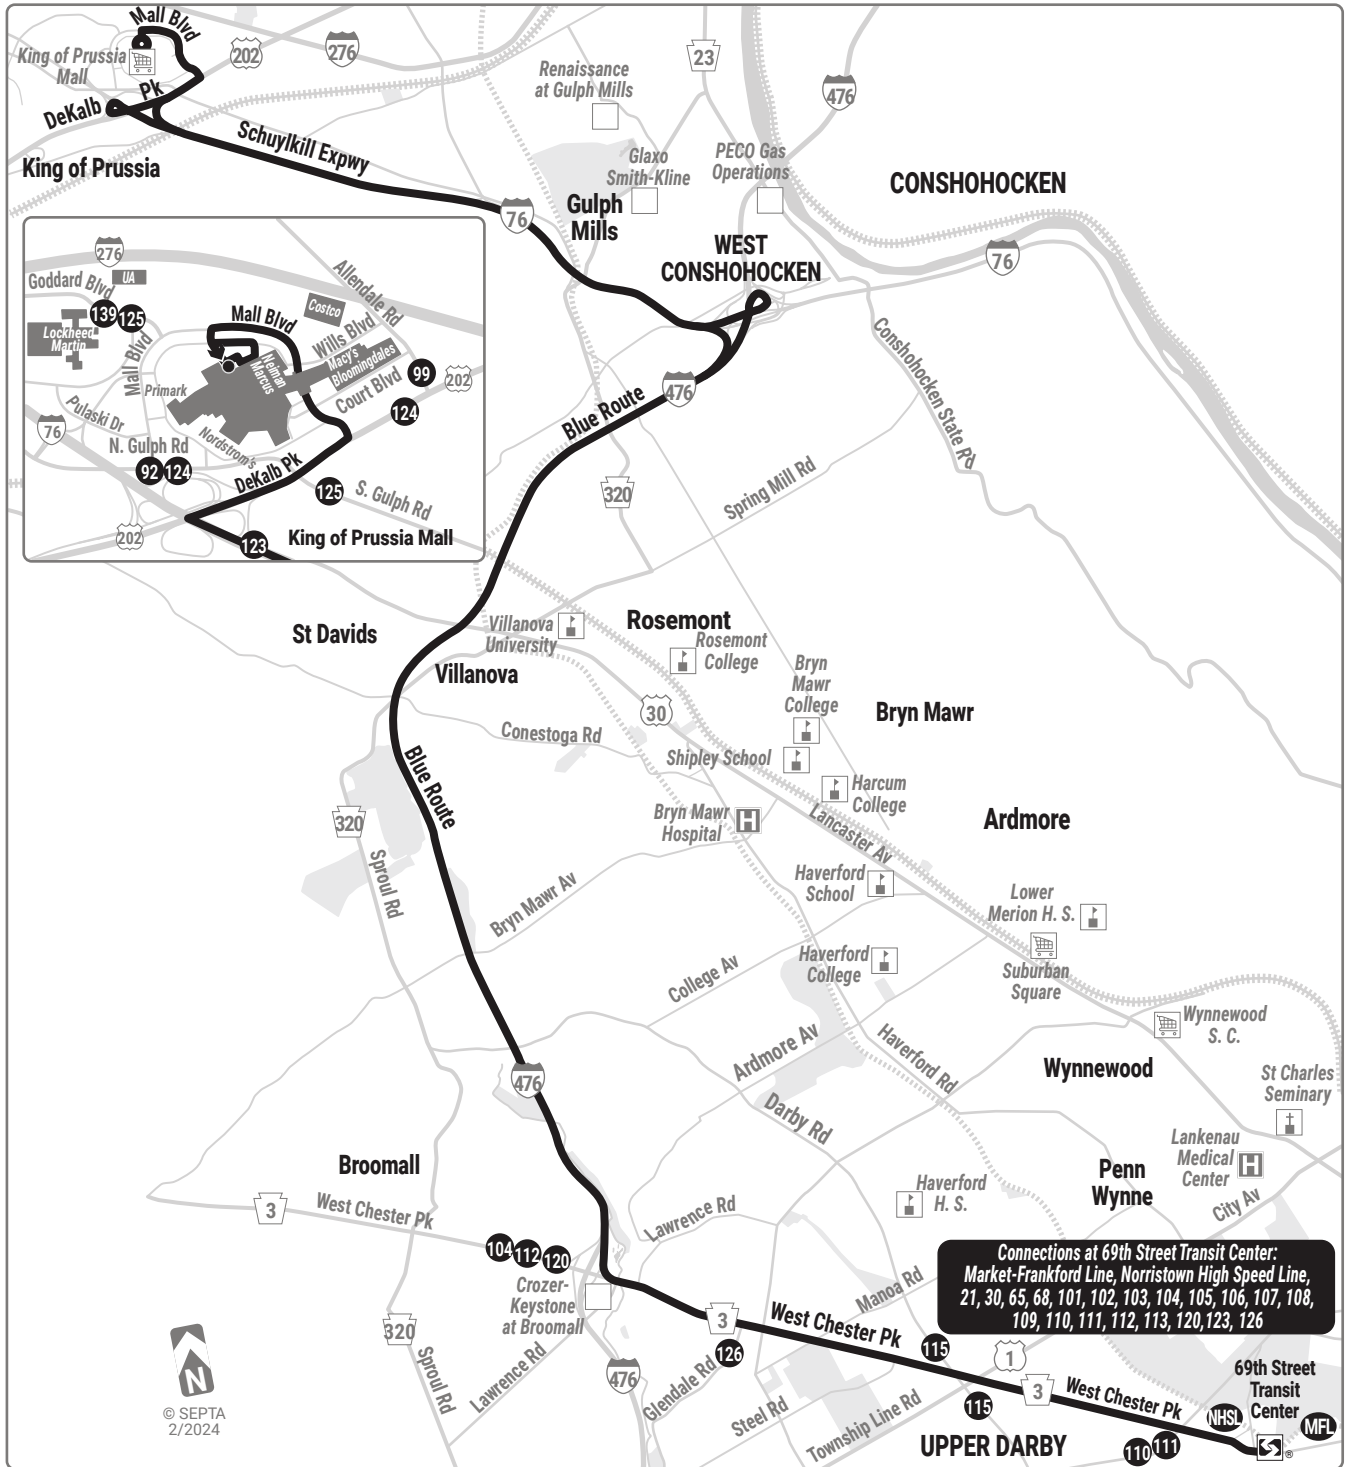 Mall Blvd
King of Prussia
Mall
202
276
23
476
Renaissance
at Gulph Mills
DeKalb
Pk
Schuylkill Expwy
King of Prussia
Glaxo
Smith-Kline
PECO Gas
Operations
CONSHOHOCKEN
76
Gulph
Mills
WEST
CONSHOHOCKEN
76
276
Goddard Blvd
UA
Allendale Rd
139
125
Mall Blvd
Costco
Lockheed
Martin
Mall Blvd
Wills Blvd
Macy's
Bloomingdales
Neiman
Marcus
Primark
Court Blvd
99
202
124
Pulaski Dr
76
N. Gulph Rd
Nordstrom's
92
124
DeKalb Pk
125
S. Gulph Rd
202
123
King of Prussia Mall
Conshohocken State Rd
476
Blue Route
320
Spring Mill Rd
St Davids
Villanova
University
Rosemont
Rosemont
College
Villanova
Bryn
Mawr
College
30
Bryn Mawr
Conestoga Rd
Shipley School
Blue Route
Harcum
College
320
Bryn Mawr
Hospital
H
Lancaster Av
Ardmore
Sproul Rd
Haverford
School
Bryn Mawr Av
Lower
Merion H. S.
Haverford
College
College Av
Suburban
Square
Wynnewood
S. C.
Ardmore Av
Haverford Rd
Wynnewood
476
St Charles
Seminary
Darby Rd
Lankenau
Medical
Center
H
Broomall
Penn
Wynne
Haverford
H. S.
City Av
3
West Chester Pk
Lawrence Rd
104
112
120
Crozer-
Keystone
at Broomall
Manoa Rd
Connections at 69th Street Transit Center:
Market-Frankford Line, Norristown High Speed Line,
21, 30, 65, 68, 101, 102, 103, 104, 105, 106, 107, 108,
109, 110, 111, 112, 113, 120,123, 126
3
West Chester Pk
320
126
115
1
Sproul Rd
Lawrence Rd
476
Glendale Rd
3
West Chester Pk
69th Street
Transit
Center
N
© SEPTA
2/2024
Steel Rd
Township Line Rd
115
UPPER DARBY
110
111
NHSL
MFL
®